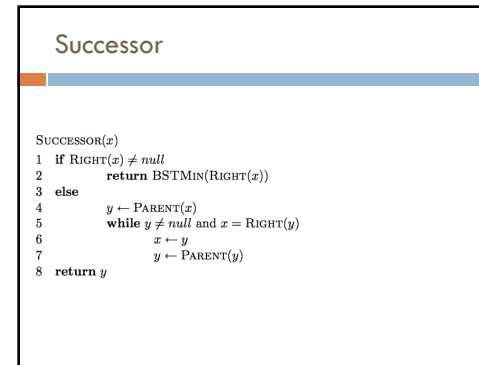 Successor
SUCCESSOR(x)
1 if RIGHT(x) ≠ null
2 return BSTMIN(RIGHT(x))
3 else
4 y ← PARENT(x)
5 while y ≠ null and x = RIGHT(y)
6 x ← y
7 y ← PARENT(y)
8 return y